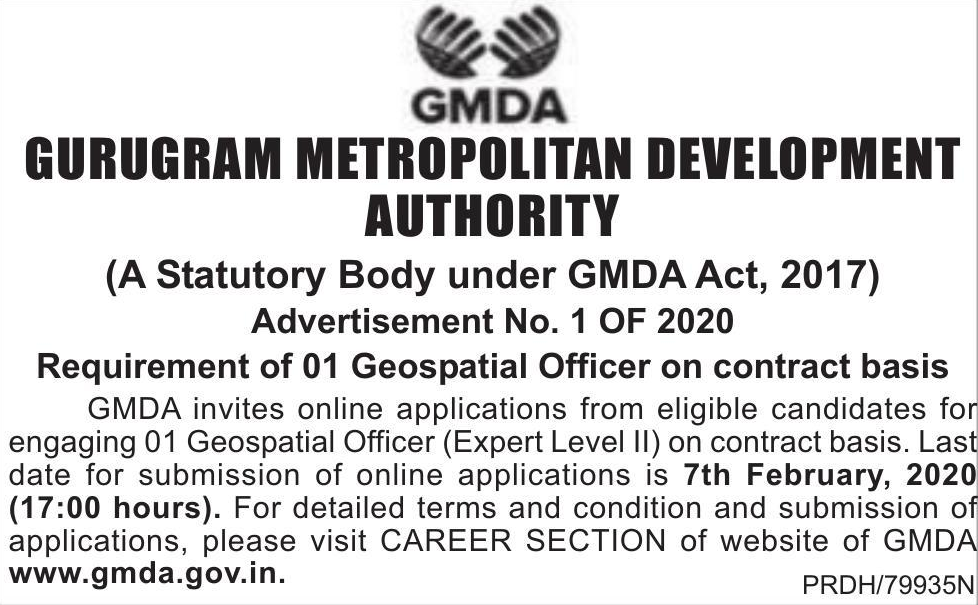 GMDA
GURUGRAM METROPOLITAN DEVELOPMENT
AUTHORITY
(A Statutory Body under GMDA Act, 2017)
Advertisement No. 1 OF 2020
Requirement of 01 Geospatial Officer on contract basis
GMDA invites online applications from eligible candidates for
engaging 01 Geospatial Officer (Expert Level II) on contract basis. Last
date for submission of online applications is 7th February, 2020
(17:00 hours). For detailed terms and condition and submission of
applications, please visit CAREER SECTION of website of GMDA
www.gmda.gov.in.
PRDH/79935N